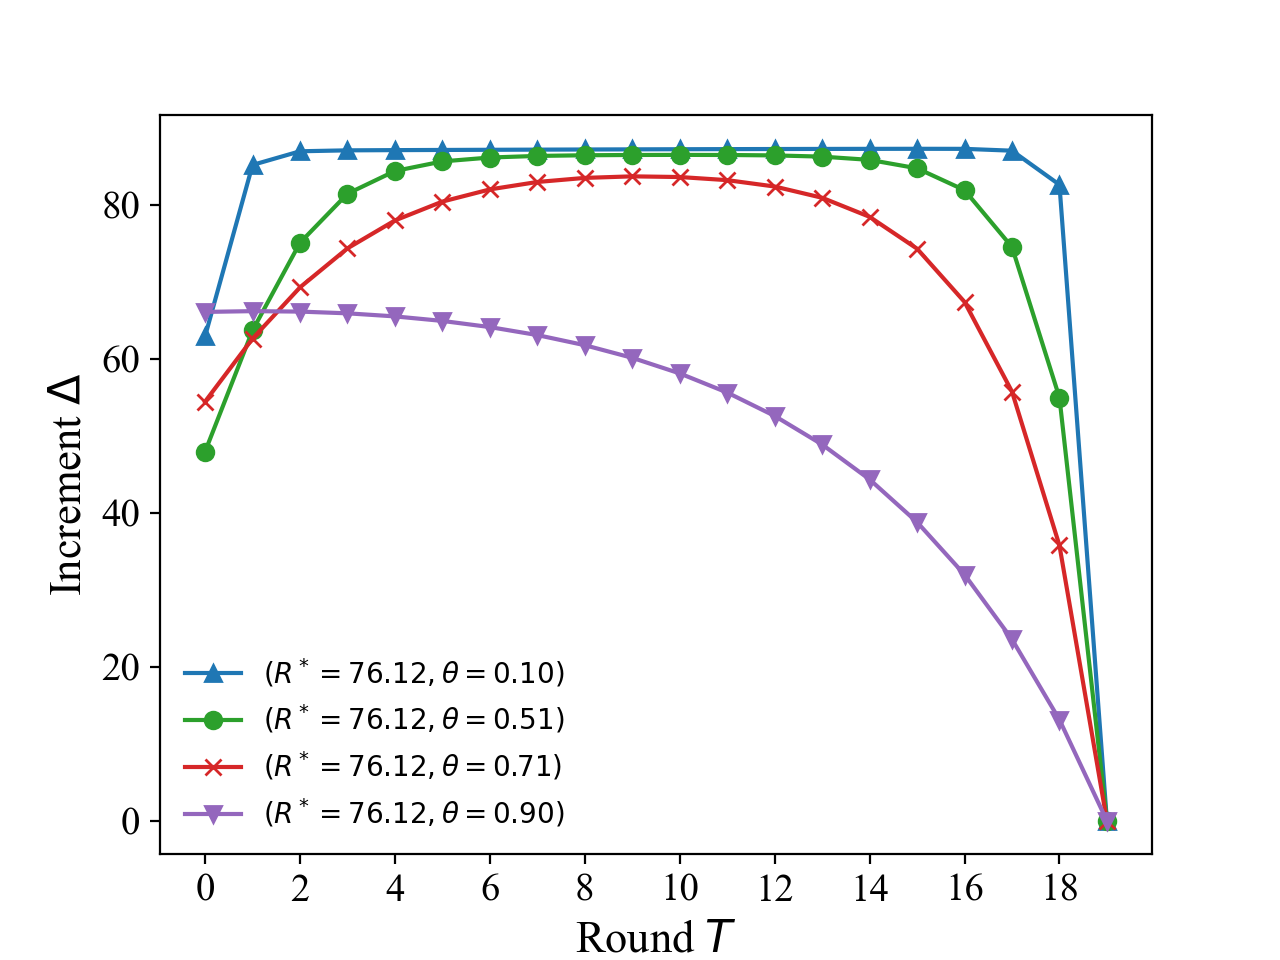 80
60
40
20
0
Increment Δ
(R* = 76.12, θ = 0.10)
(R* = 76.12, θ = 0.51)
(R* = 76.12, θ = 0.71)
(R* = 76.12, θ = 0.90)
0 2 4 6 8 10 12 14 16 18
Round T